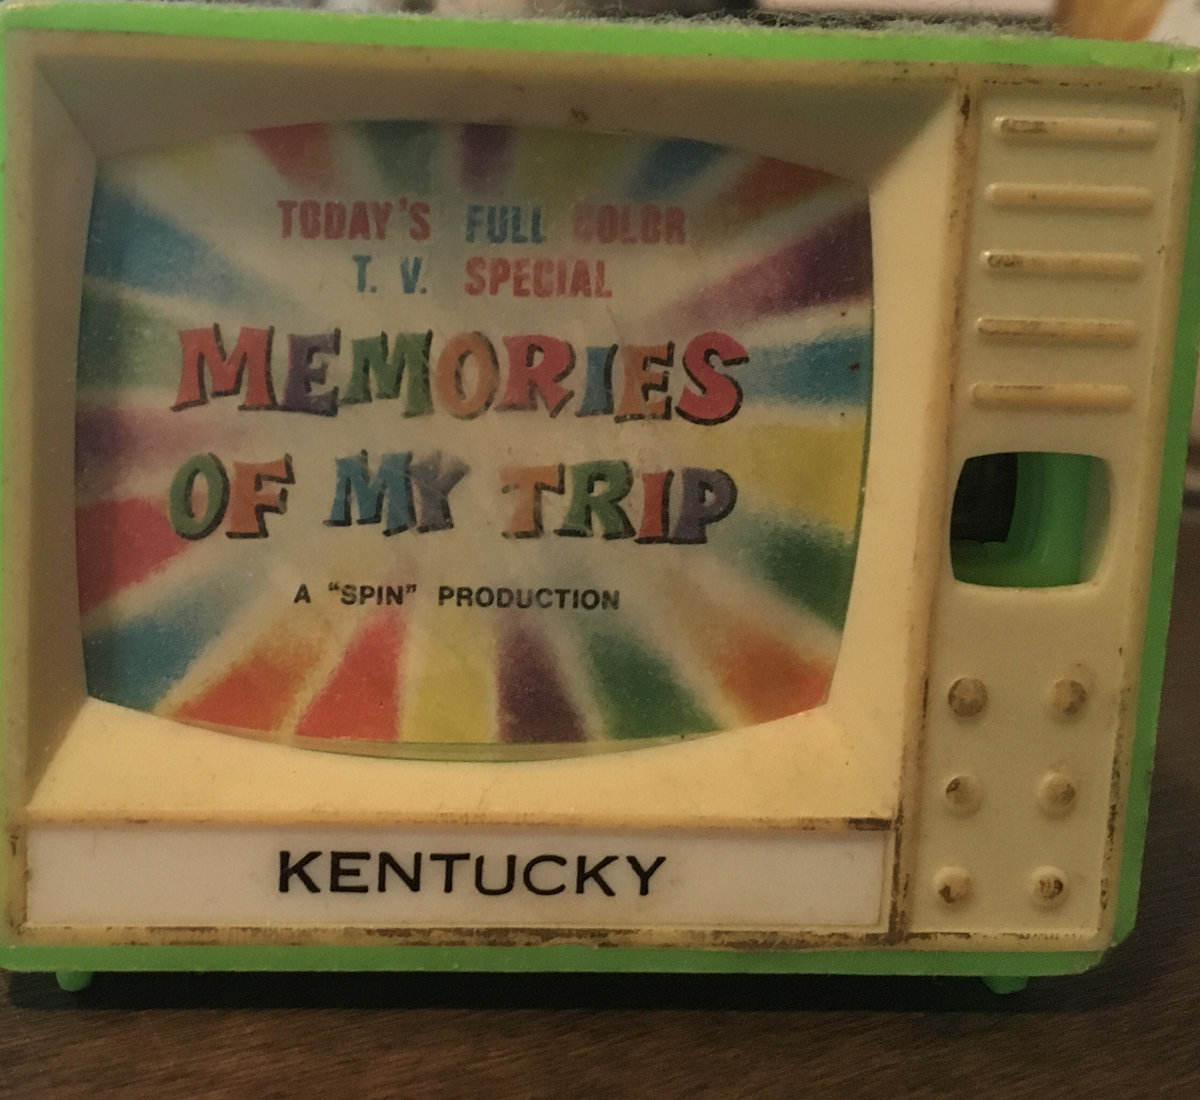 TODAY'S FULL COLOR
T. V. SPECIAL
MEMORIES
OF MY TRIP
A "SPIN" PRODUCTION
KENTUCKY